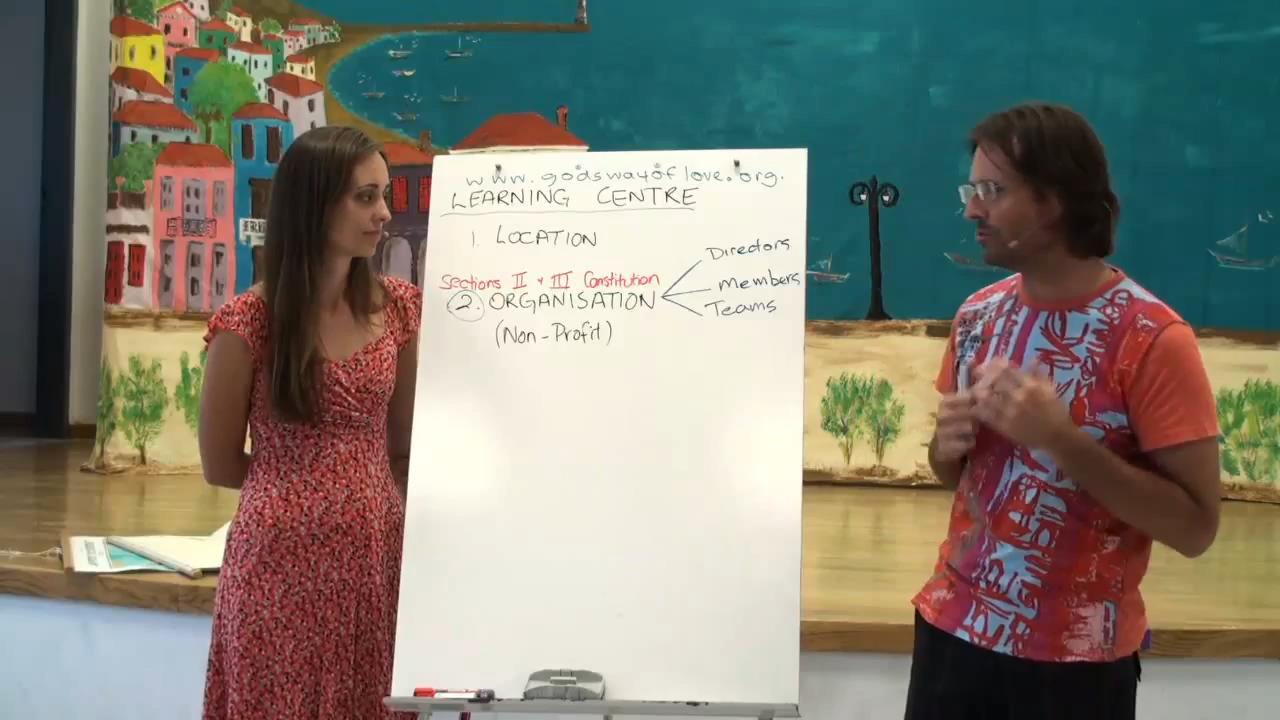 www.godswayoflove.org.
LEARNING CENTRE
1. LOCATION
Directors
Sections II + III Constitution
Members
2. ORGANISATION
Teams
(Non-Profit)